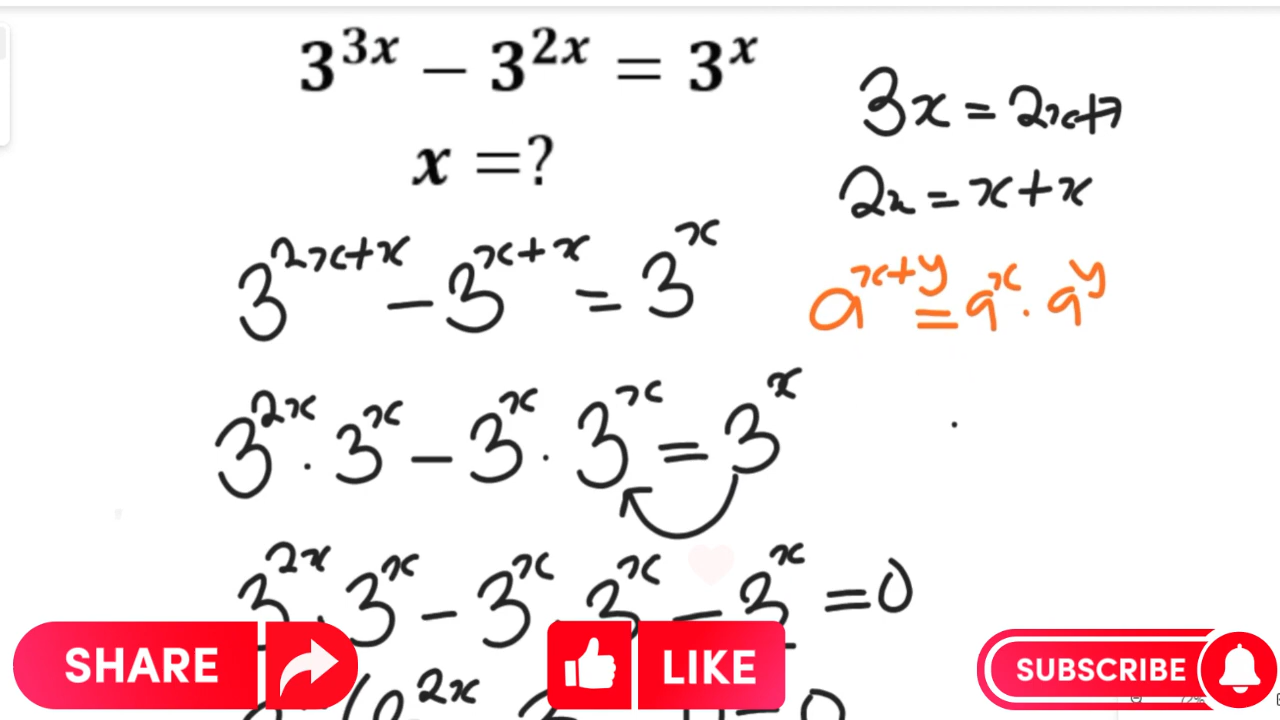 3^{3x} − 3^{2x} = 3^x
x =?
3x = 2x+x
2x = x+x
3^{2x+x} − 3^{x+x} = 3^x
a^{x+y} = a^x · a^y
3^{2x} · 3^x − 3^x · 3^x = 3^x
3^{2x} · 3^x − 3^x · 3^x − 3^x = 0
SHARE
LIKE
SUBSCRIBE